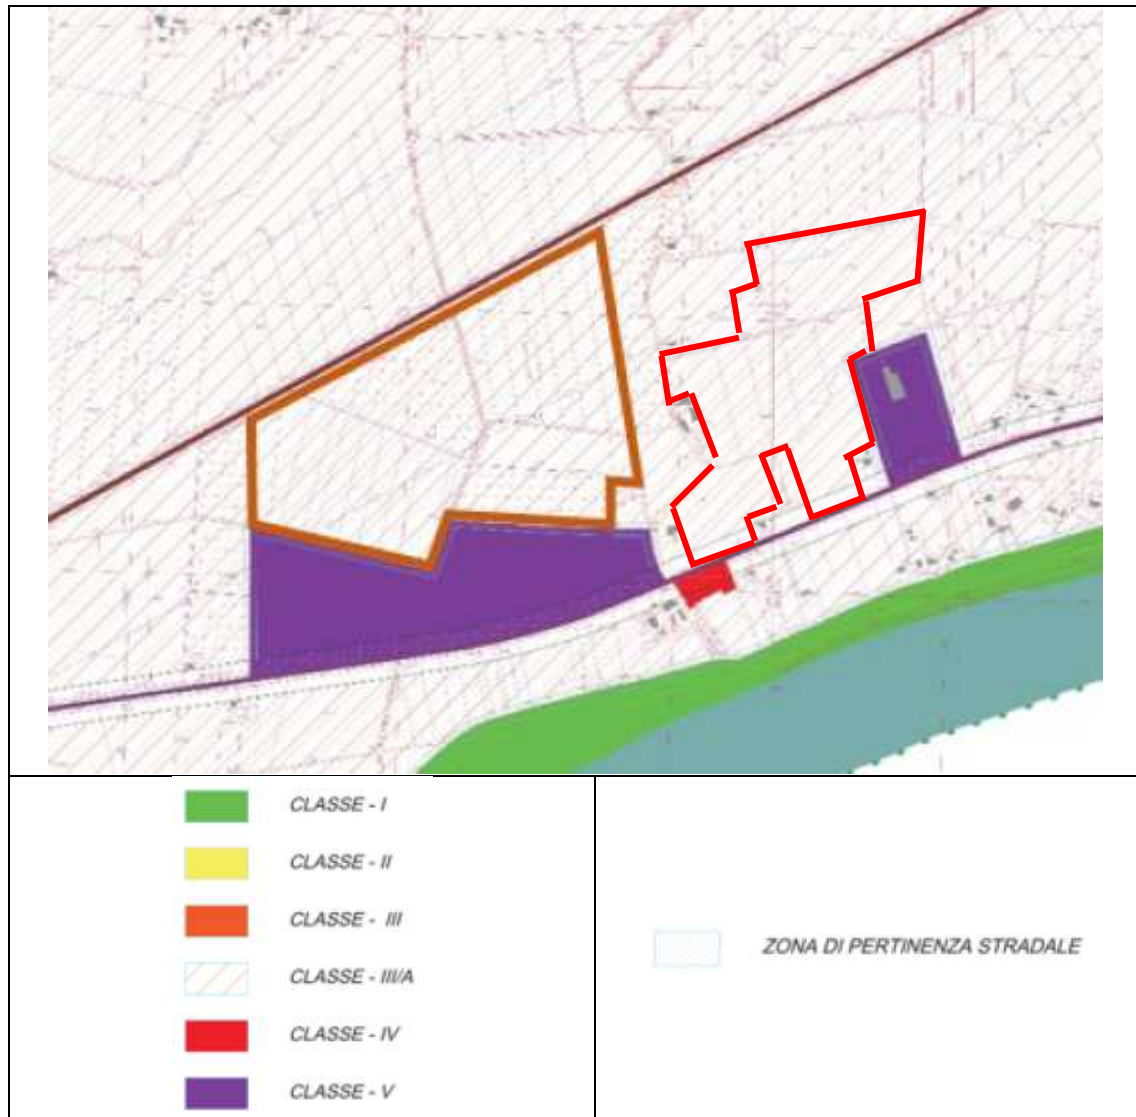 CLASSE - I
CLASSE - II
CLASSE - III
CLASSE - III/A
CLASSE - IV
CLASSE - V
ZONA DI PERTINENZA STRADALE